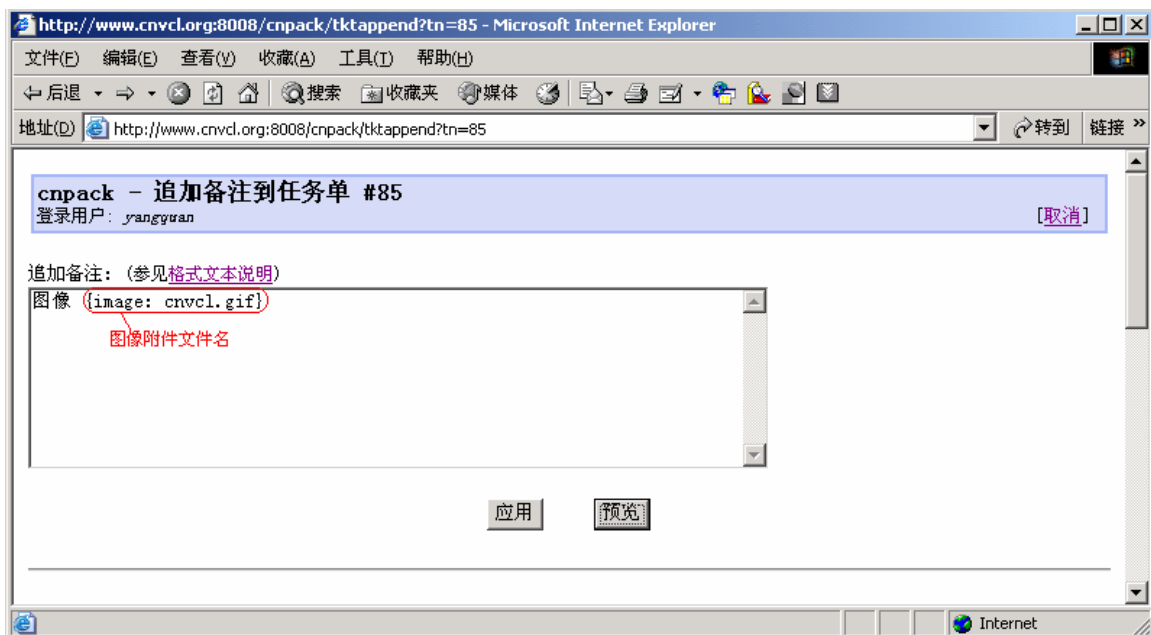 http://www.cnvcl.org:8008/cnpack/tktappend?tn=85 - Microsoft Internet Explorer
文件(F) 编辑(E) 查看(V) 收藏(A) 工具(T) 帮助(H)
后退 搜索 收藏夹 媒体
地址(D) http://www.cnvcl.org:8008/cnpack/tktappend?tn=85 转到 链接 »
cnpack - 追加备注到任务单 #85
登录用户: yangyuan [取消]
追加备注: (参见格式文本说明)
图像 {image: cnvcl.gif}
图像附件文件名
应用 预览
Internet